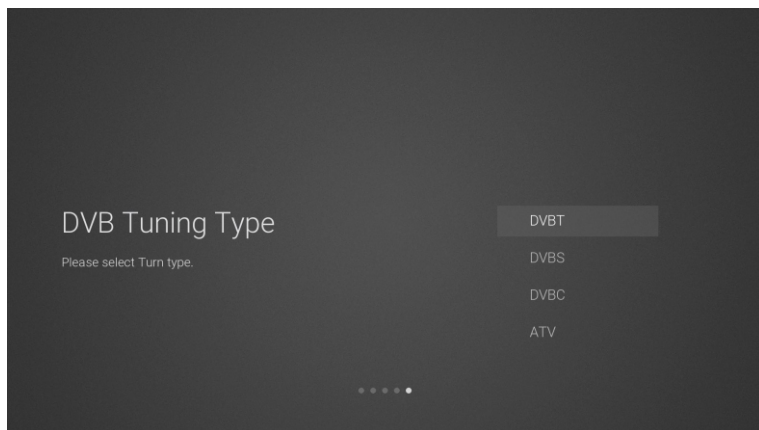 DVB Tuning Type
Please select Turn type.
DVBT
DVBS
DVBC
ATV